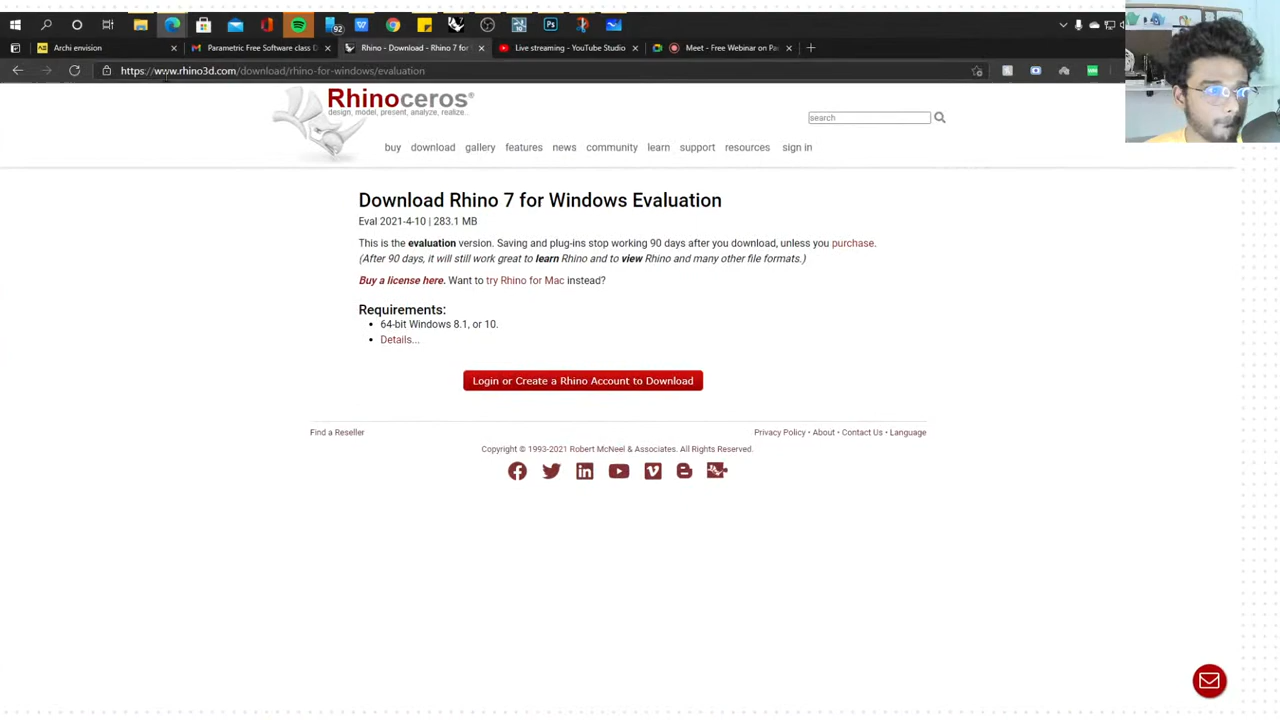 92
Archi envision
Parametric Free Software class D
Rhino - Download - Rhino 7 for
Live streaming - YouTube Studio
Meet - Free Webinar on Pa
https://www.rhino3d.com/download/rhino-for-windows/evaluation
Rhinoceros®
design, model, present, analyze, realize...
search
buy download gallery features news community learn support resources sign in
Download Rhino 7 for Windows Evaluation
Eval 2021-4-10 | 283.1 MB
This is the evaluation version. Saving and plug-ins stop working 90 days after you download, unless you purchase.
(After 90 days, it will still work great to learn Rhino and to view Rhino and many other file formats.)
Buy a license here. Want to try Rhino for Mac instead?
Requirements:
• 64-bit Windows 8.1, or 10.
• Details...
Login or Create a Rhino Account to Download
Find a Reseller
Privacy Policy • About • Contact Us • Language
Copyright © 1993-2021 Robert McNeel & Associates. All Rights Reserved.